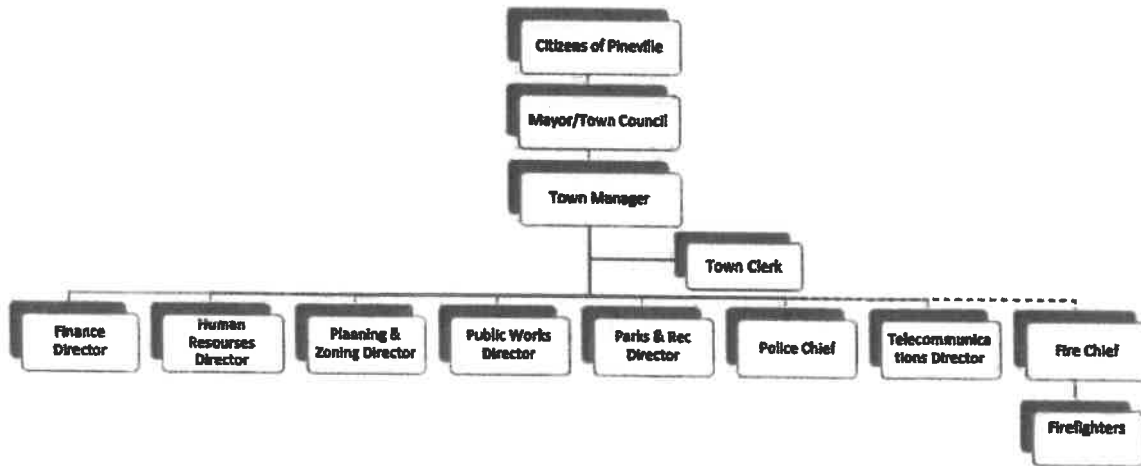 Citizens of Pineville
Mayor/Town Council
Town Manager
Town Clerk
Finance
Director
Human
Resourses
Director
Planning &
Zoning Director
Public Works
Director
Parks & Rec
Director
Police Chief
Telecommunica
tions Director
Fire Chief
Firefighters